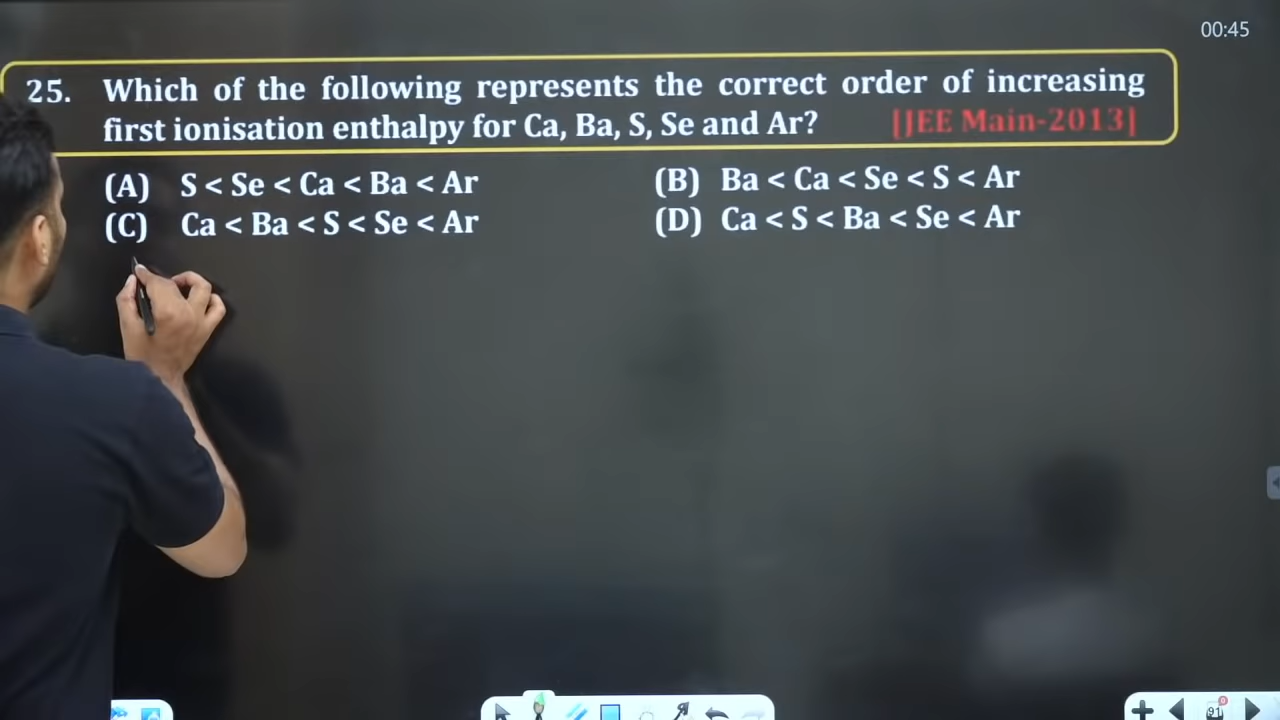 00:45
25. Which of the following represents the correct order of increasing
first ionisation enthalpy for Ca, Ba, S, Se and Ar? [JEE Main-2013]
(A) S < Se < Ca < Ba < Ar (B) Ba < Ca < Se < S < Ar
(C) Ca < Ba < S < Se < Ar (D) Ca < S < Ba < Se < Ar
91